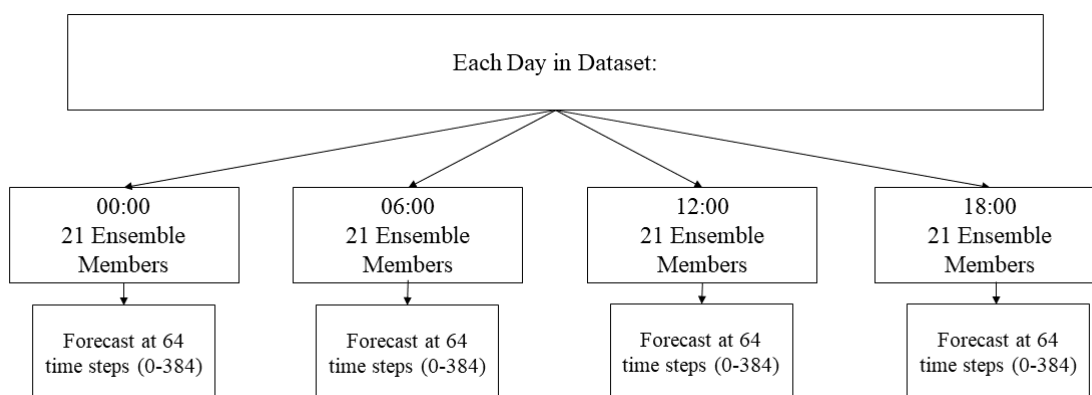 Each Day in Dataset:
00:00
21 Ensemble
Members
06:00
21 Ensemble
Members
12:00
21 Ensemble
Members
18:00
21 Ensemble
Members
Forecast at 64
time steps (0-384)
Forecast at 64
time steps (0-384)
Forecast at 64
time steps (0-384)
Forecast at 64
time steps (0-384)